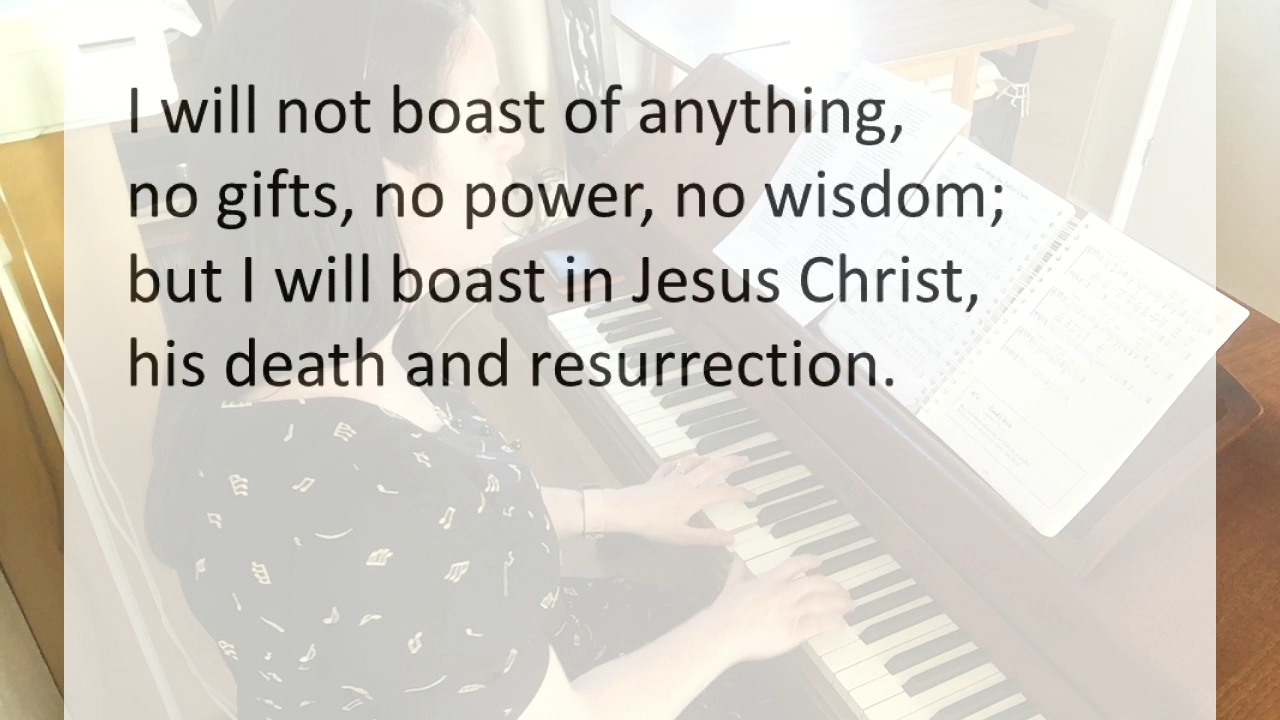 I will not boast of anything,
no gifts, no power, no wisdom;
but I will boast in Jesus Christ,
his death and resurrection.